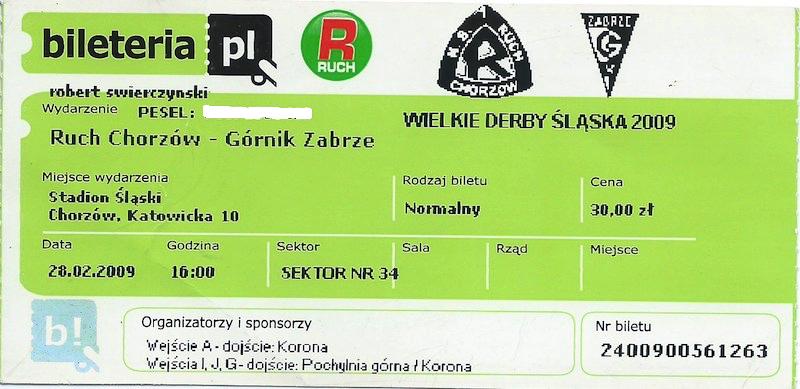 bileteria pl
R
RUCH
K.S. RUCH
R
CHORZÓW
ZABRZE
G
K
robert swierczynski
Wydarzenie PESEL:
WIELKIE DERBY ŚLĄSKA 2009
Ruch Chorzów - Górnik Zabrze
Miejsce wydarzenia
Stadion Śląski
Chorzów, Katowicka 10
Rodzaj biletu
Normalny
Cena
30,00 zł
Data
28.02.2009
Godzina
16:00
Sektor
SEKTOR NR 34
Sala
Rząd
Miejsce
b!
Organizatorzy i sponsorzy
Wejście A - dojście: Korona
Wejścia I, J, G - dojście: Pochylnia górna / Korona
Nr biletu
2400900561263